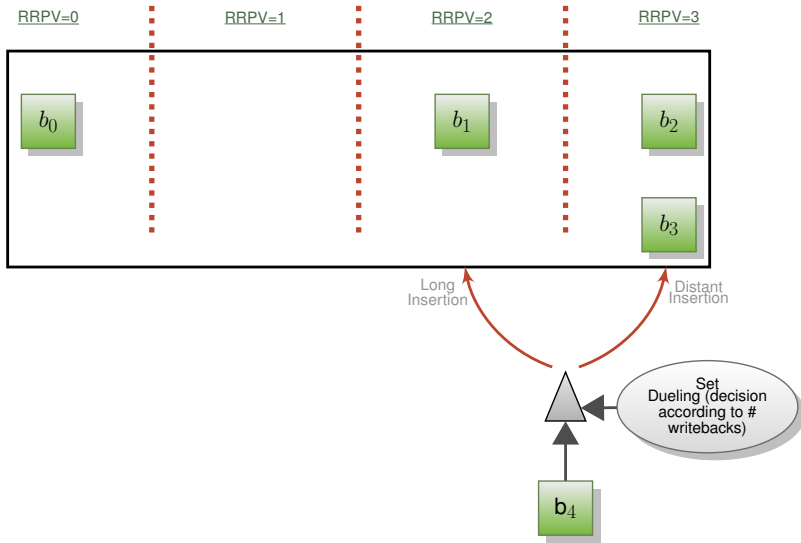 RRPV=0 RRPV=1 RRPV=2 RRPV=3
b0 b1 b2
b3
Long
Insertion
Distant
Insertion
Set
Dueling (decision
according to #
writebacks)
b4